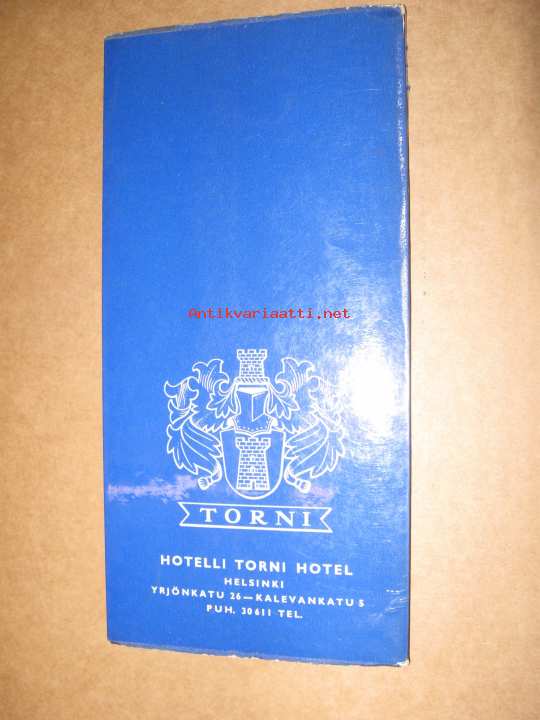 Antikvariaatti.net
TORNI
HOTELLI TORNI HOTEL
HELSINKI
YRJÖNKATU 26—KALEVANKATU 5
PUH. 30611 TEL.